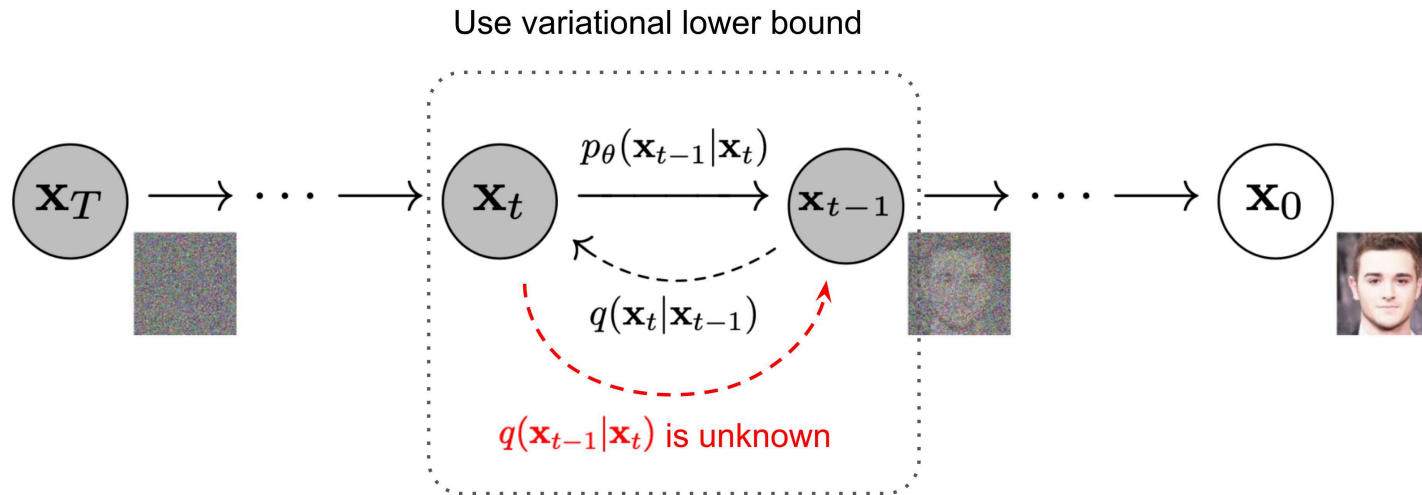 Use variational lower bound
p_θ(x_{t−1}|x_t)
x_T → ··· → x_t → x_{t−1} → ··· → x_0
q(x_t|x_{t−1})
q(x_{t−1}|x_t) is unknown